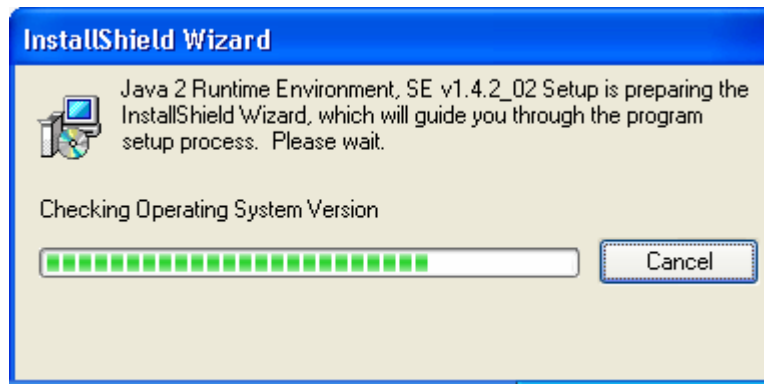 InstallShield Wizard
Java 2 Runtime Environment, SE v1.4.2_02 Setup is preparing the
InstallShield Wizard, which will guide you through the program
setup process.  Please wait.
Checking Operating System Version
Cancel